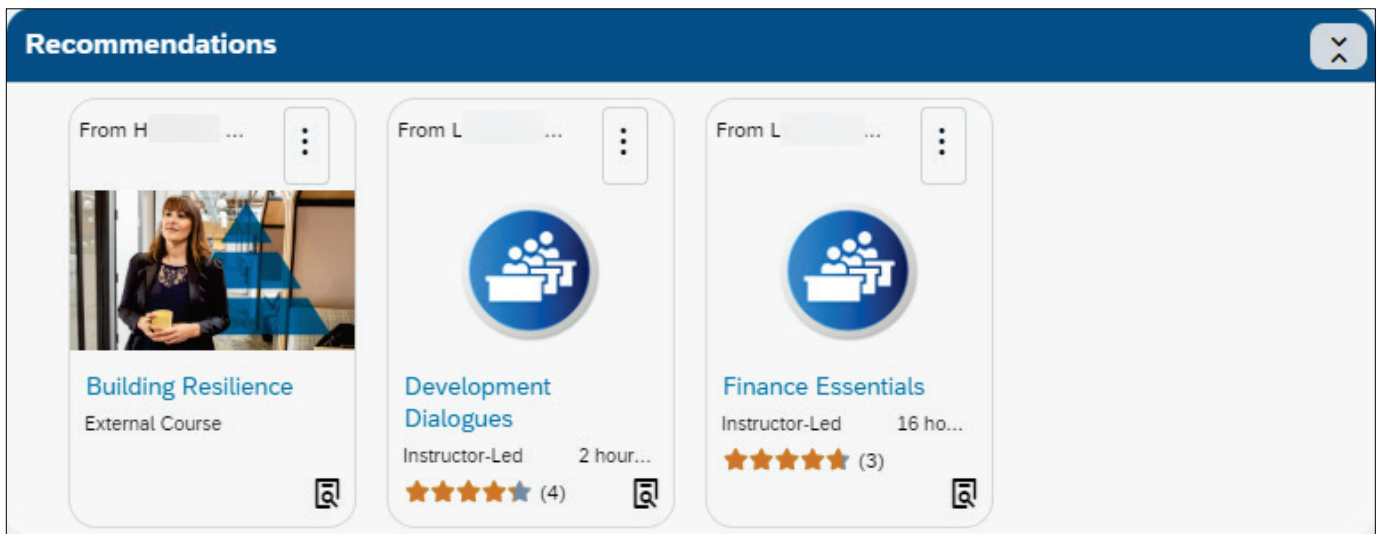 Recommendations
From H ...
Building Resilience
External Course
From L ...
Development
Dialogues
Instructor-Led 2 hour...
(4)
From L ...
Finance Essentials
Instructor-Led 16 ho...
(3)